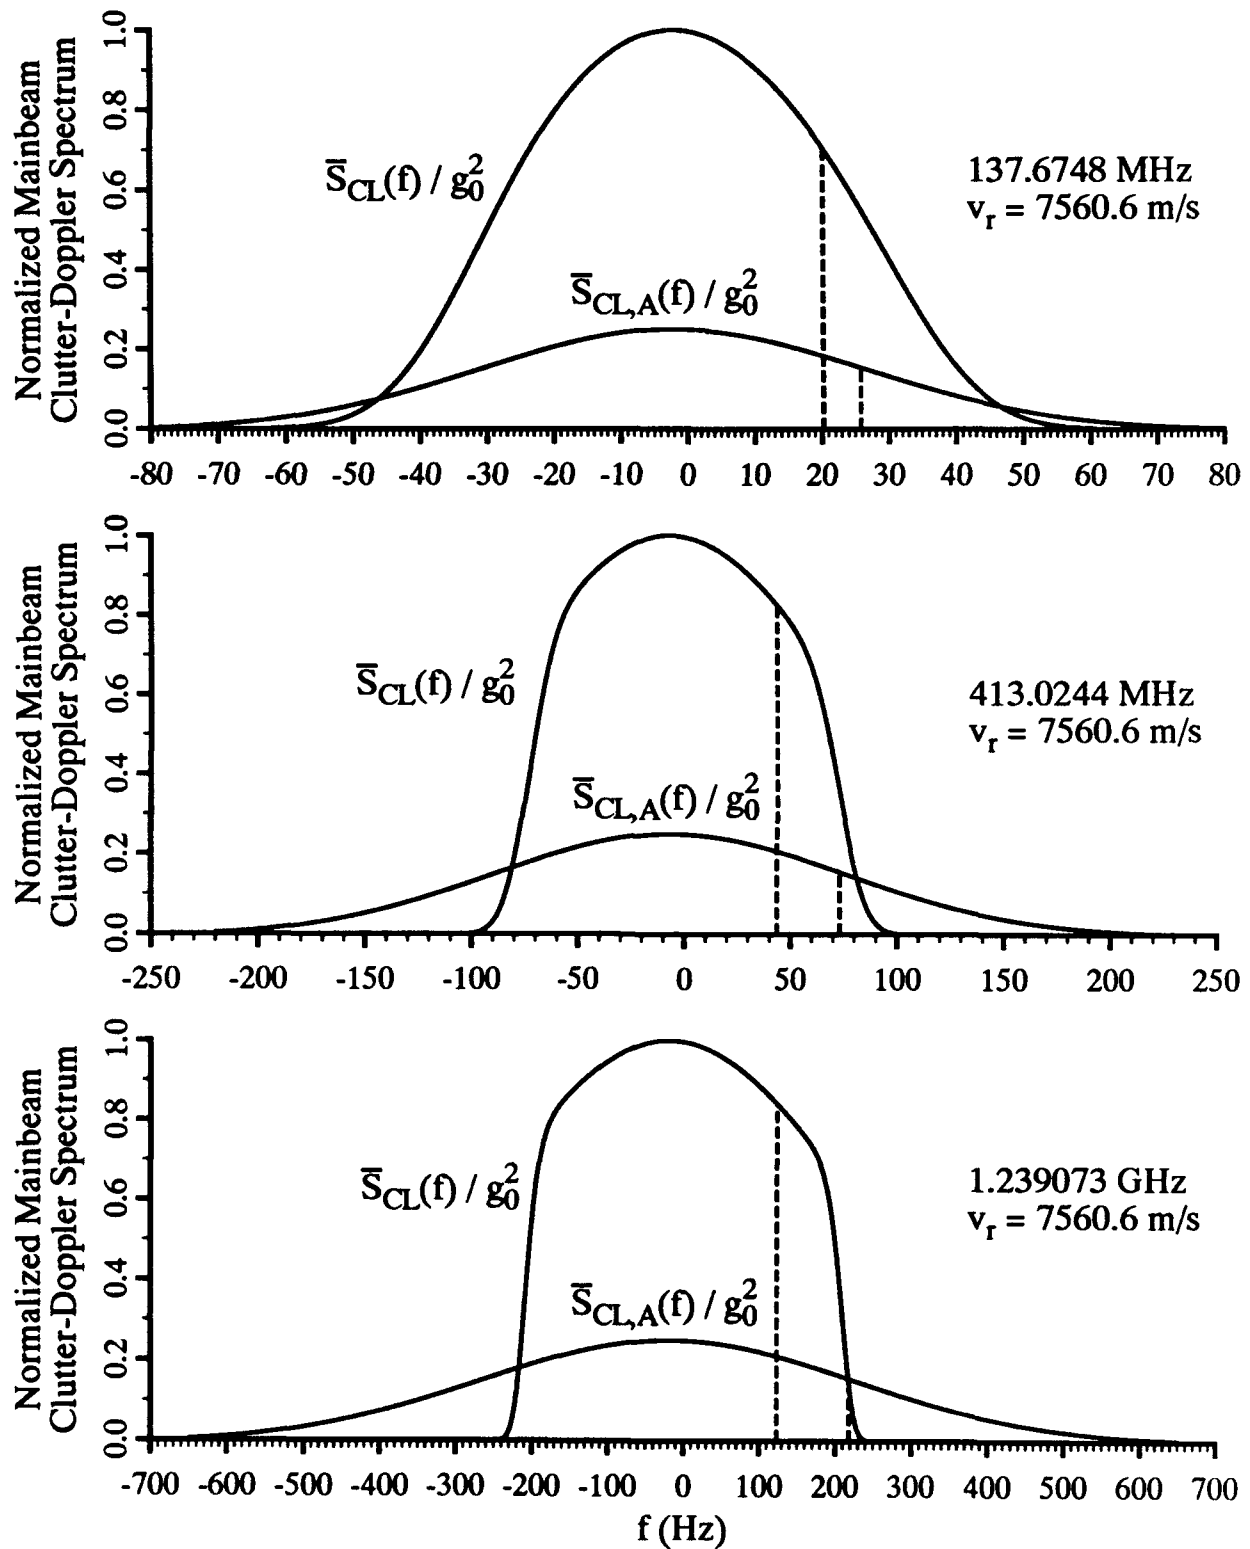 Normalized Mainbeam
Clutter-Doppler Spectrum
1.0
0.8
0.6
0.4
0.2
0.0
S̅CL(f) / g₀²
S̅CL,A(f) / g₀²
137.6748 MHz
vᵣ = 7560.6 m/s
-80 -70 -60 -50 -40 -30 -20 -10 0 10 20 30 40 50 60 70 80
Normalized Mainbeam
Clutter-Doppler Spectrum
1.0
0.8
0.6
0.4
0.2
0.0
S̅CL(f) / g₀²
S̅CL,A(f) / g₀²
413.0244 MHz
vᵣ = 7560.6 m/s
-250 -200 -150 -100 -50 0 50 100 150 200 250
Normalized Mainbeam
Clutter-Doppler Spectrum
1.0
0.8
0.6
0.4
0.2
0.0
S̅CL(f) / g₀²
S̅CL,A(f) / g₀²
1.239073 GHz
vᵣ = 7560.6 m/s
-700 -600 -500 -400 -300 -200 -100 0 100 200 300 400 500 600 700
f (Hz)